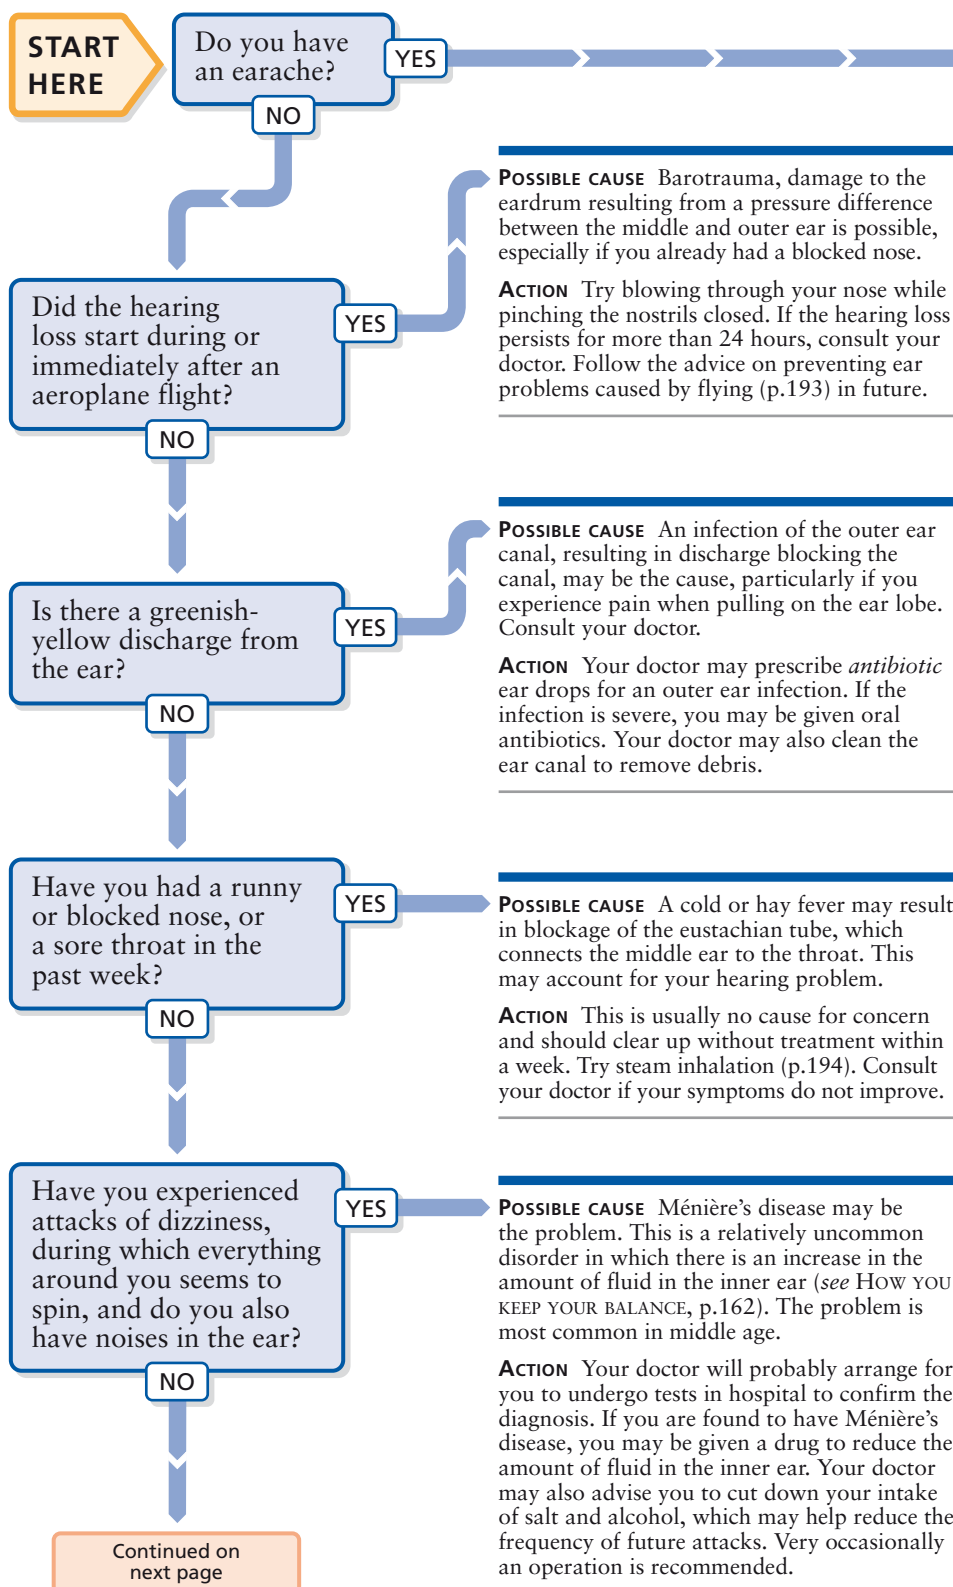 START
HERE
Do you have
an earache?
YES
NO
Did the hearing
loss start during or
immediately after an
aeroplane flight?
YES
NO
POSSIBLE CAUSE Barotrauma, damage to the
eardrum resulting from a pressure difference
between the middle and outer ear is possible,
especially if you already had a blocked nose.
ACTION Try blowing through your nose while
pinching the nostrils closed. If the hearing loss
persists for more than 24 hours, consult your
doctor. Follow the advice on preventing ear
problems caused by flying (p.193) in future.
Is there a greenish-
yellow discharge from
the ear?
YES
NO
POSSIBLE CAUSE An infection of the outer ear
canal, resulting in discharge blocking the
canal, may be the cause, particularly if you
experience pain when pulling on the ear lobe.
Consult your doctor.
ACTION Your doctor may prescribe antibiotic
ear drops for an outer ear infection. If the
infection is severe, you may be given oral
antibiotics. Your doctor may also clean the
ear canal to remove debris.
Have you had a runny
or blocked nose, or
a sore throat in the
past week?
YES
NO
POSSIBLE CAUSE A cold or hay fever may result
in blockage of the eustachian tube, which
connects the middle ear to the throat. This
may account for your hearing problem.
ACTION This is usually no cause for concern
and should clear up without treatment within
a week. Try steam inhalation (p.194). Consult
your doctor if your symptoms do not improve.
Have you experienced
attacks of dizziness,
during which everything
around you seems to
spin, and do you also
have noises in the ear?
YES
NO
POSSIBLE CAUSE Ménière's disease may be
the problem. This is a relatively uncommon
disorder in which there is an increase in the
amount of fluid in the inner ear (see HOW YOU
KEEP YOUR BALANCE, p.162). The problem is
most common in middle age.
ACTION Your doctor will probably arrange for
you to undergo tests in hospital to confirm the
diagnosis. If you are found to have Ménière's
disease, you may be given a drug to reduce the
amount of fluid in the inner ear. Your doctor
may also advise you to cut down your intake
of salt and alcohol, which may help reduce the
frequency of future attacks. Very occasionally
an operation is recommended.
Continued on
next page